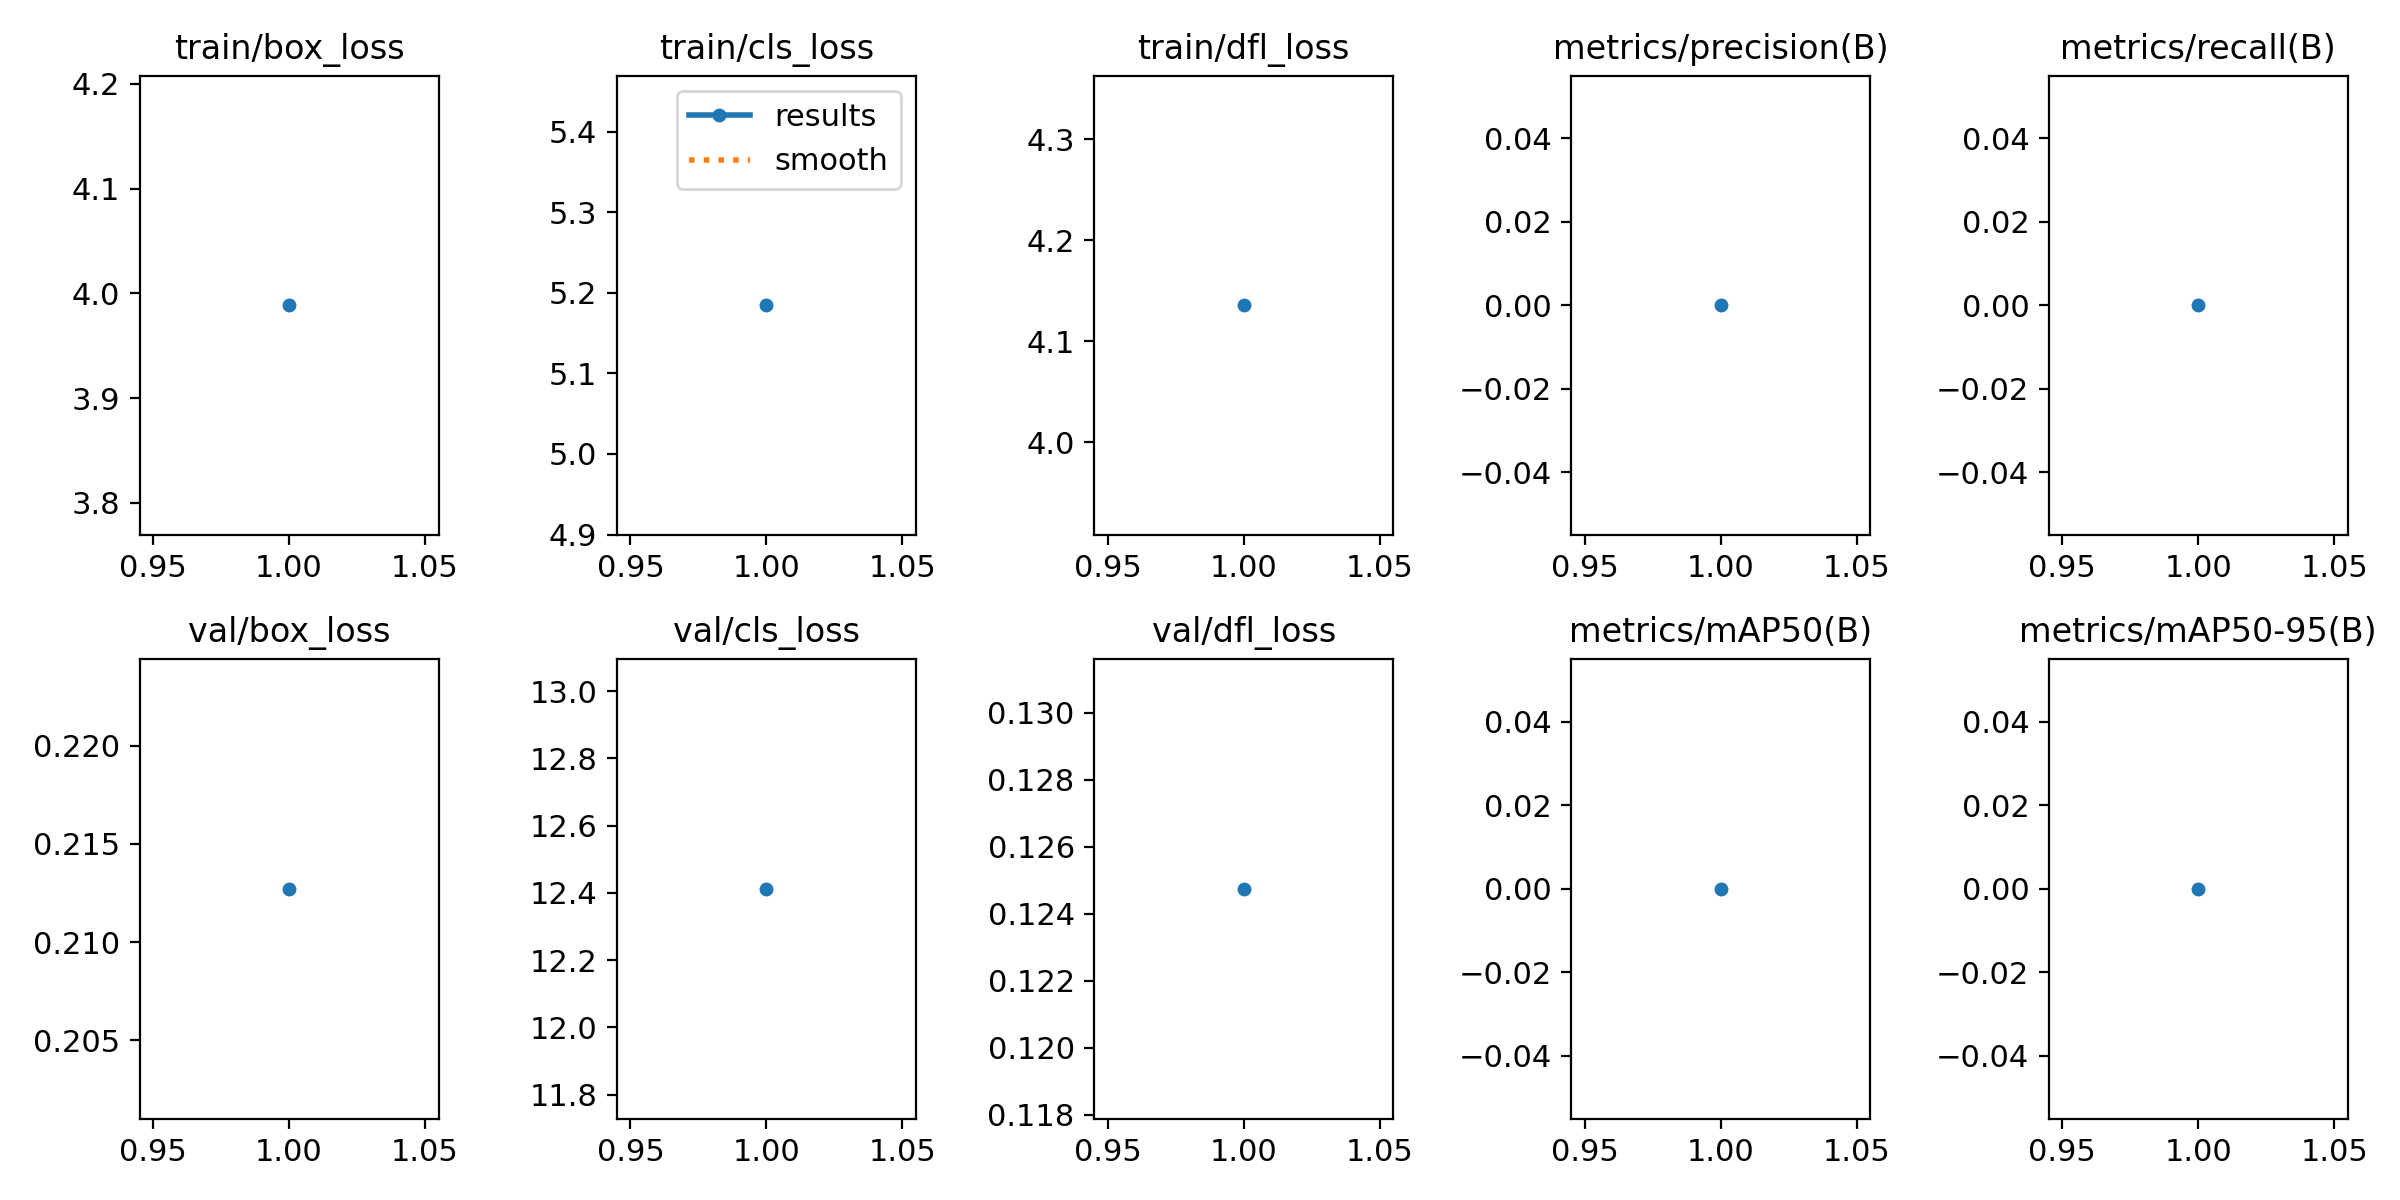 train/box_loss
4.2
4.1
4.0
3.9
3.8
0.95 1.00 1.05
train/cls_loss
results
smooth
5.4
5.3
5.2
5.1
5.0
4.9
0.95 1.00 1.05
train/dfl_loss
4.3
4.2
4.1
4.0
0.95 1.00 1.05
metrics/precision(B)
0.04
0.02
0.00
−0.02
−0.04
0.95 1.00 1.05
metrics/recall(B)
0.04
0.02
0.00
−0.02
−0.04
0.95 1.00 1.05
val/box_loss
0.220
0.215
0.210
0.205
0.95 1.00 1.05
val/cls_loss
13.0
12.8
12.6
12.4
12.2
12.0
11.8
0.95 1.00 1.05
val/dfl_loss
0.130
0.128
0.126
0.124
0.122
0.120
0.118
0.95 1.00 1.05
metrics/mAP50(B)
0.04
0.02
0.00
−0.02
−0.04
0.95 1.00 1.05
metrics/mAP50-95(B)
0.04
0.02
0.00
−0.02
−0.04
0.95 1.00 1.05